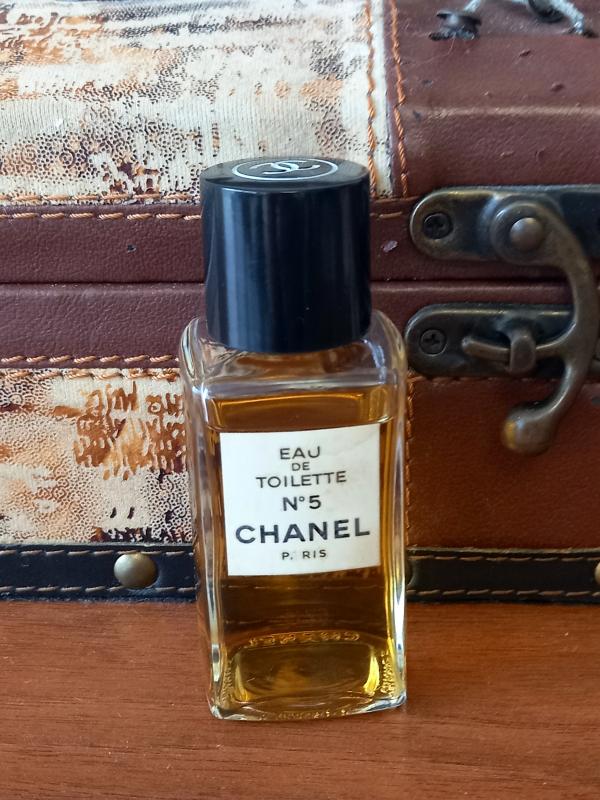 EAU
DE
TOILETTE
N°5
CHANEL
P. RIS